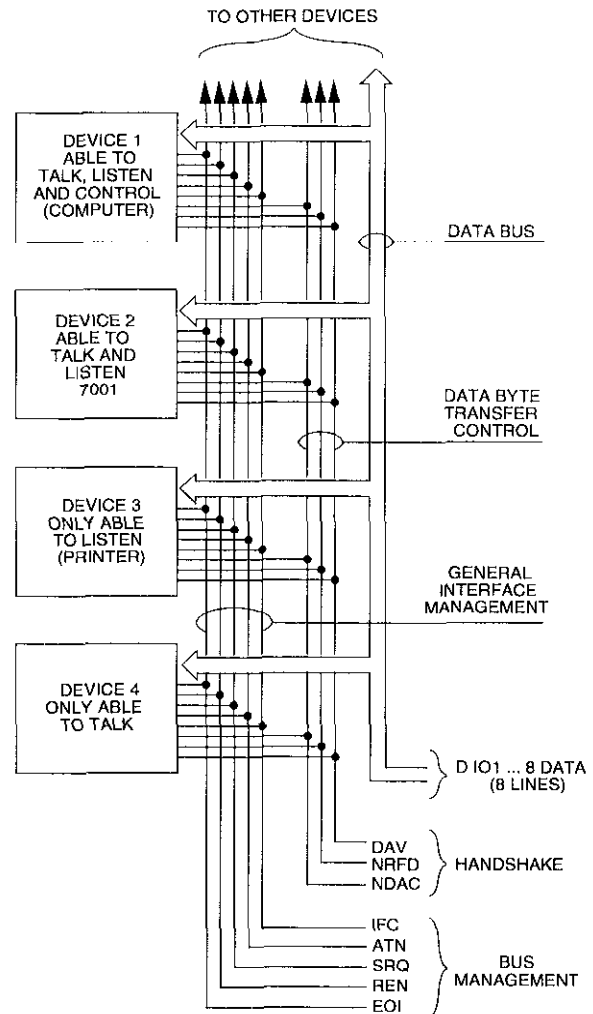 TO OTHER DEVICES
DEVICE 1
ABLE TO
TALK, LISTEN
AND CONTROL
(COMPUTER)
DATA BUS
DEVICE 2
ABLE TO
TALK AND
LISTEN
7001
DATA BYTE
TRANSFER
CONTROL
DEVICE 3
ONLY ABLE
TO LISTEN
(PRINTER)
GENERAL
INTERFACE
MANAGEMENT
DEVICE 4
ONLY ABLE
TO TALK
D IO1 ... 8 DATA
(8 LINES)
DAV
NRFD
NDAC
HANDSHAKE
IFC
ATN
SRQ
REN
EOI
BUS
MANAGEMENT